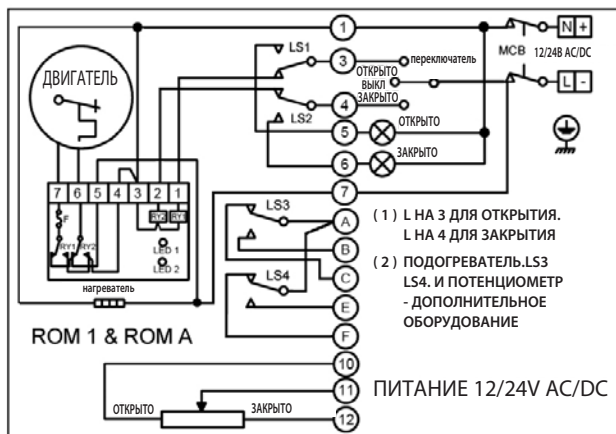 1
N +
MCB
12/24В AC/DC
L -
ДВИГАТЕЛЬ
LS1
3
переключатель
ОТКРЫТО
ВЫКЛ
ЗАКРЫТО
4
LS2
5
ОТКРЫТО
6
ЗАКРЫТО
7
7 6 5 4 3 2 1
F
RY1 RY2
RY2 RY1
LED 1
LED 2
нагреватель
ROM 1 & ROM A
LS3
A
B
C
LS4
E
F
( 1 ) L НА 3 ДЛЯ ОТКРЫТИЯ.
L НА 4 ДЛЯ ЗАКРЫТИЯ
( 2 ) ПОДОГРЕВАТЕЛЬ.LS3
LS4. И ПОТЕНЦИОМЕТР
- ДОПОЛНИТЕЛЬНОЕ
ОБОРУДОВАНИЕ
10
11
12
ОТКРЫТО
ЗАКРЫТО
ПИТАНИЕ 12/24V AC/DC